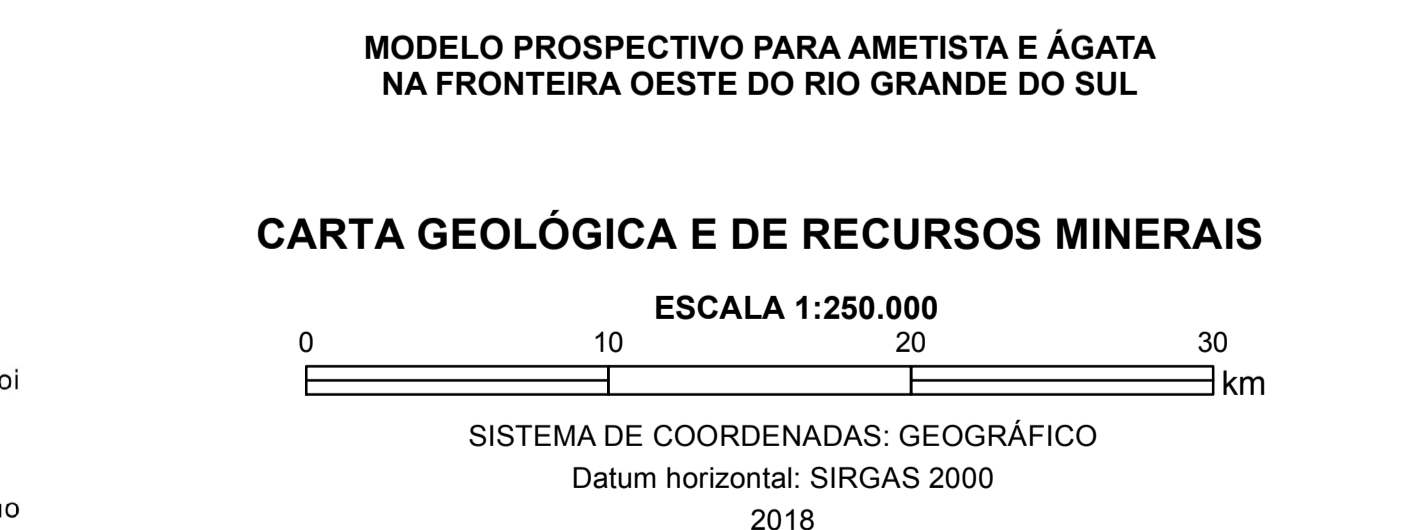 MODELO PROSPECTIVO PARA AMETISTA E ÁGATA
NA FRONTEIRA OESTE DO RIO GRANDE DO SUL
CARTA GEOLÓGICA E DE RECURSOS MINERAIS
ESCALA 1:250.000
0 10 20 30
km
SISTEMA DE COORDENADAS: GEOGRÁFICO
Datum horizontal: SIRGAS 2000
2018